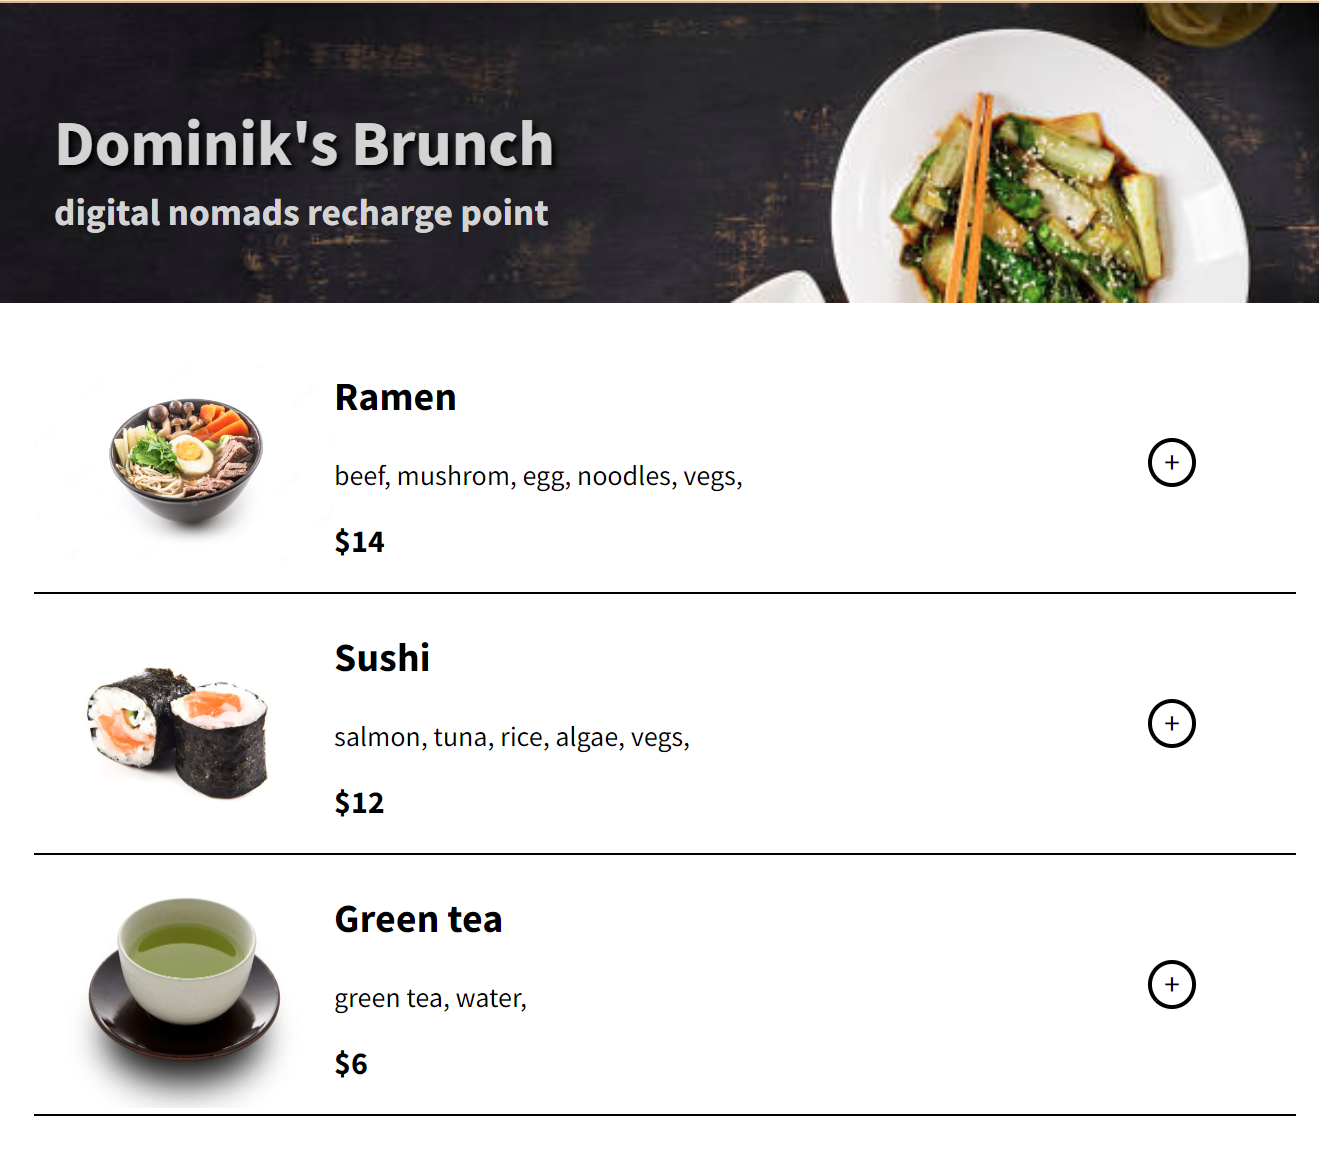 Dominik's Brunch
digital nomads recharge point
Ramen
beef, mushrom, egg, noodles, vegs,
+
$14
Sushi
salmon, tuna, rice, algae, vegs,
+
$12
Green tea
green tea, water,
+
$6